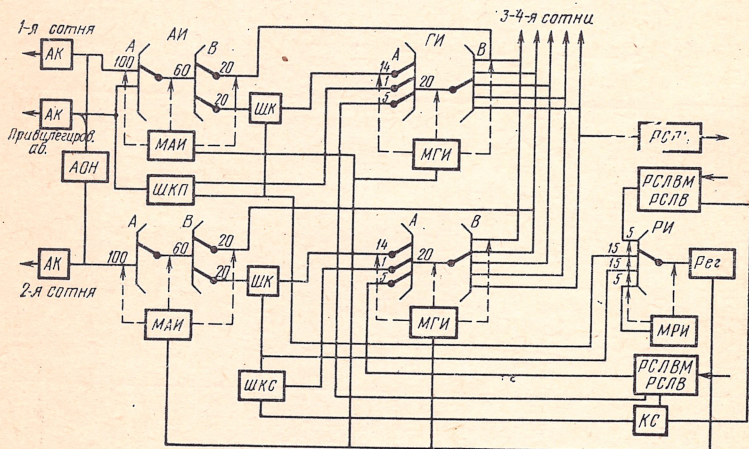 3-4-я сотни
1-я сотня
А АИ В
А ГИ В
АК
100
60
20
20
ШК
14
1
5
20
АК
Привилегиров.
аб.
АОН
МАИ
ШКП
МГИ
РСЛВМ
РСЛВ
А В
20
АК
100
60
20
ШК
2-я сотня
А В
14
1
5
20
РИ
5
15
15
5
Рег
МАИ
МГИ
МРИ
ШКС
РСЛВМ
РСЛВ
КС